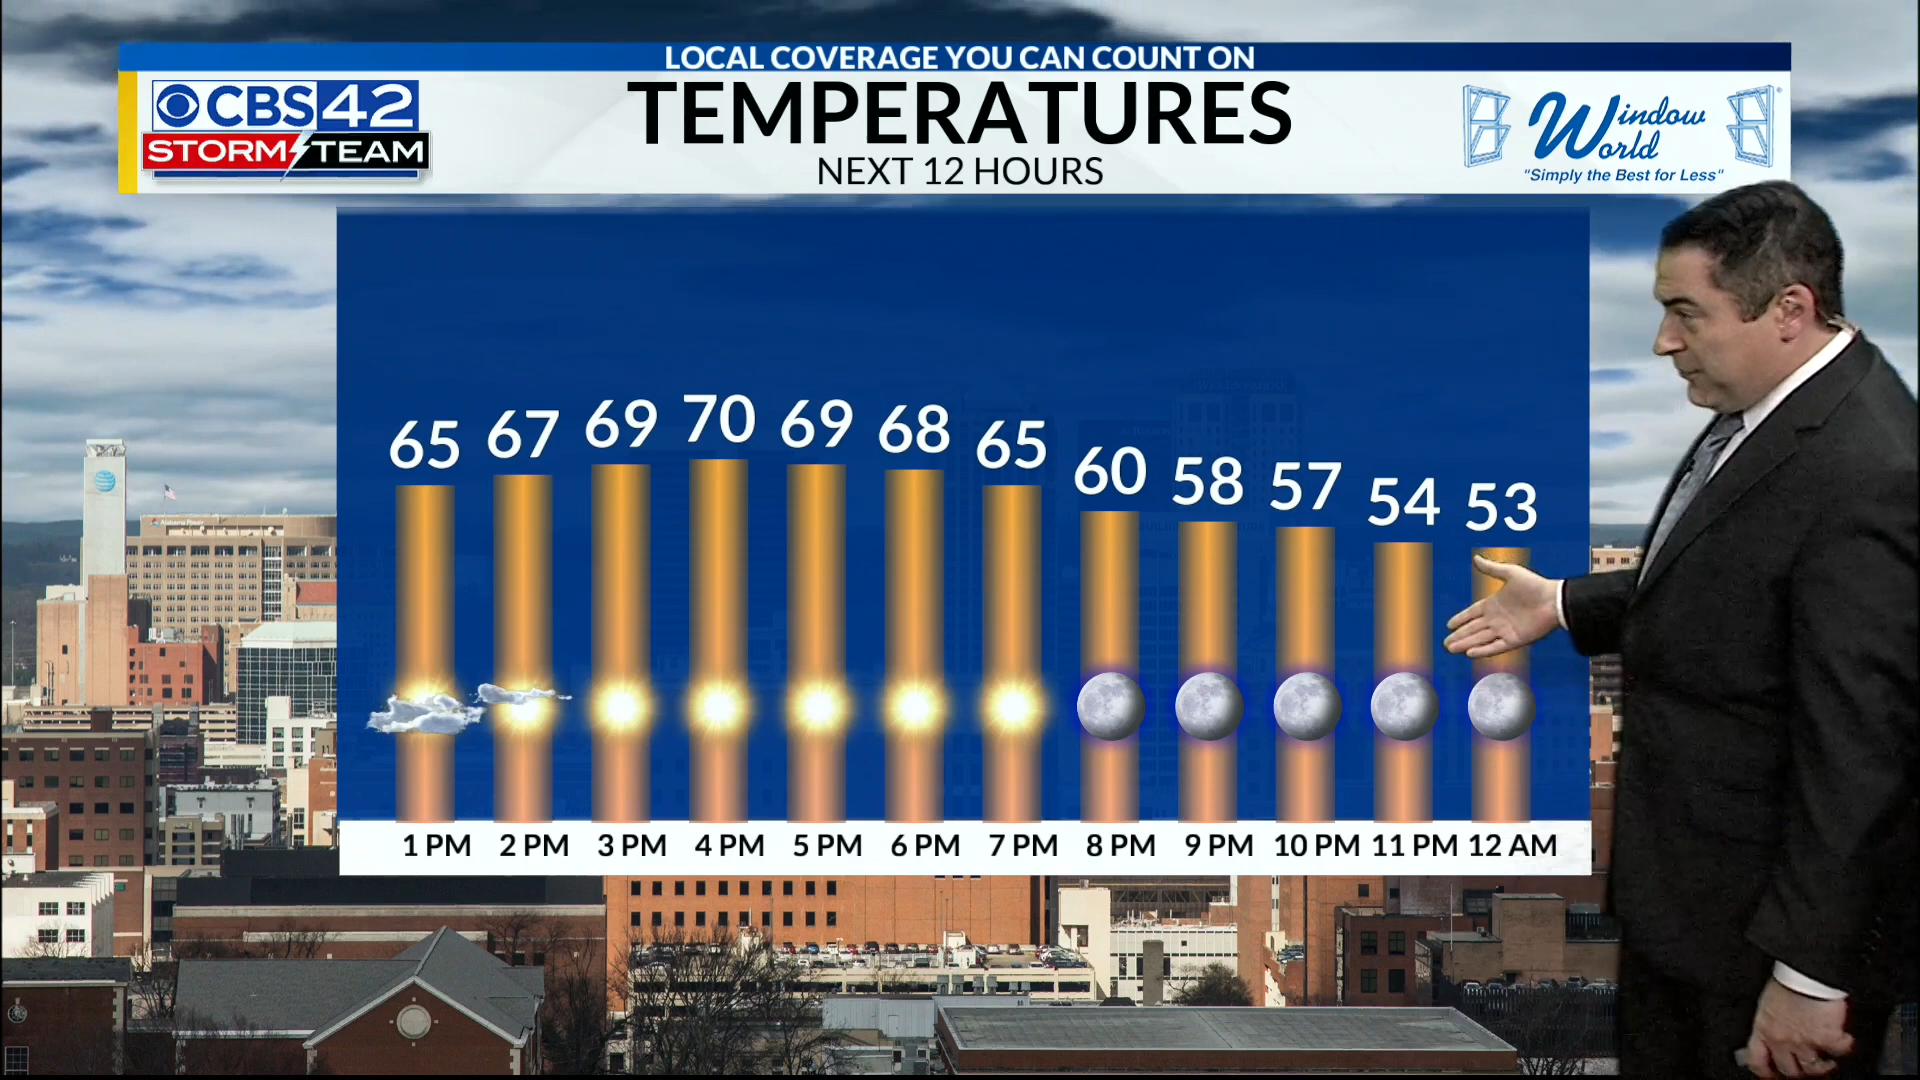 LOCAL COVERAGE YOU CAN COUNT ON
CBS 42
STORM TEAM
TEMPERATURES
NEXT 12 HOURS
Window
World
®
"Simply the Best for Less"
65 67 69 70 69 68 65 60 58 57 54 53
at&t
Alabama Power
1 PM 2 PM 3 PM 4 PM 5 PM 6 PM 7 PM 8 PM 9 PM 10 PM 11 PM 12 AM